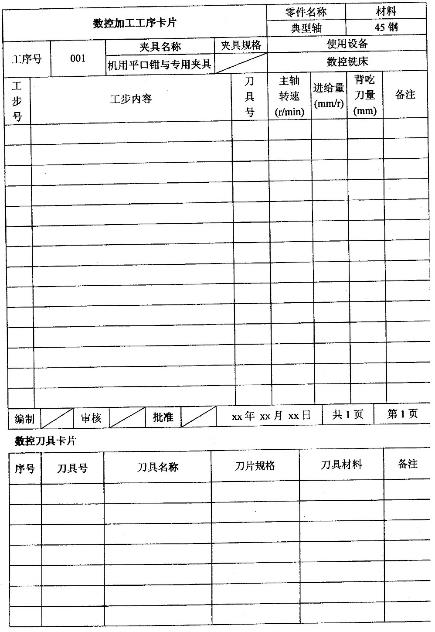 数控加工工序卡片 零件名称 材料
典型轴 45 钢
工序号 001 夹具名称 夹具规格 使用设备
机用平口钳与专用夹具 数控铣床
工步号 工步内容 刀具号 主轴转速(r/min) 进给量(mm/r) 背吃刀量(mm) 备注
编制 审核 批准 xx 年 xx 月 xx 日 共 1 页 第 1 页
数控刀具卡片
序号 刀具号 刀具名称 刀片规格 刀具材料 备注